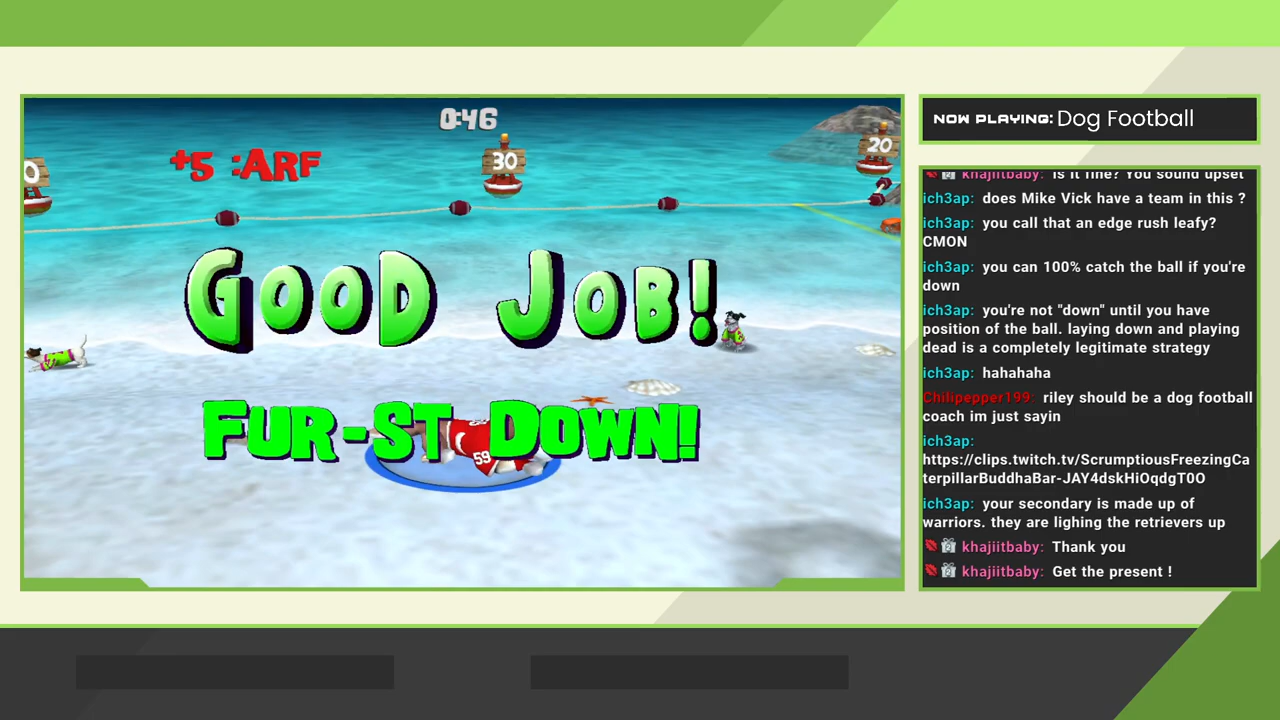 NOW PLAYING: Dog Football
0:46
+5 :ARF
0
30
20
GOOD JOB!
FUR-ST DOWN!
59
khajiitbaby: Is it fine? You sound upset
ich3ap: does Mike Vick have a team in this ?
ich3ap: you call that an edge rush leafy?
CMON
ich3ap: you can 100% catch the ball if you're
down
ich3ap: you're not "down" until you have
position of the ball. laying down and playing
dead is a completely legitimate strategy
ich3ap: hahahaha
Chilipepper199: riley should be a dog football
coach im just sayin
ich3ap:
https://clips.twitch.tv/ScrumptiousFreezingCa
terpillarBuddhaBar-JAY4dskHiOqdgT0O
ich3ap: your secondary is made up of
warriors. they are lighing the retrievers up
khajiitbaby: Thank you
khajiitbaby: Get the present !